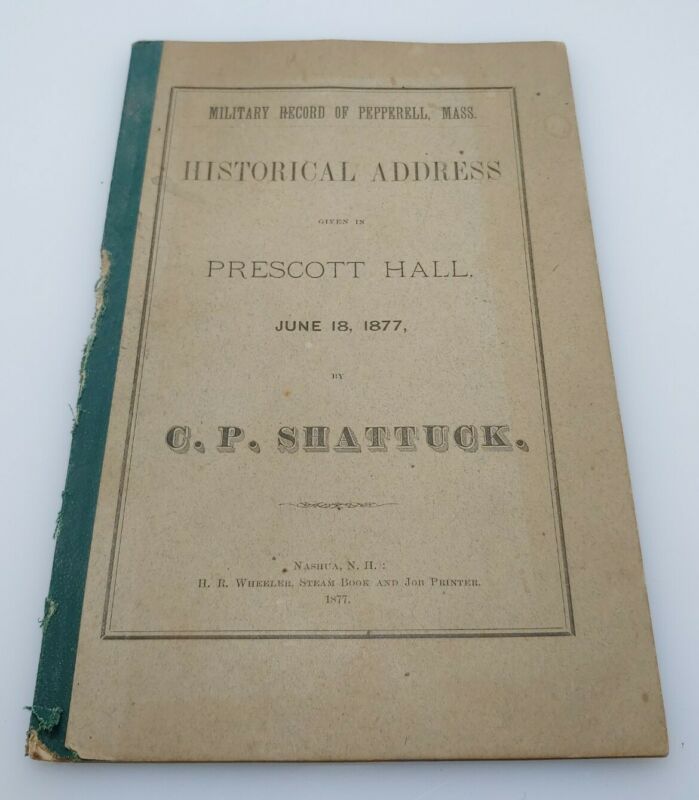 MILITARY RECORD OF PEPPERELL, MASS.
HISTORICAL ADDRESS
GIVEN IN
PRESCOTT HALL,
JUNE 18, 1877,
BY
C. P. SHATTUCK.
NASHUA, N. H.:
H. R. WHEELER, STEAM BOOK AND JOB PRINTER.
1877.